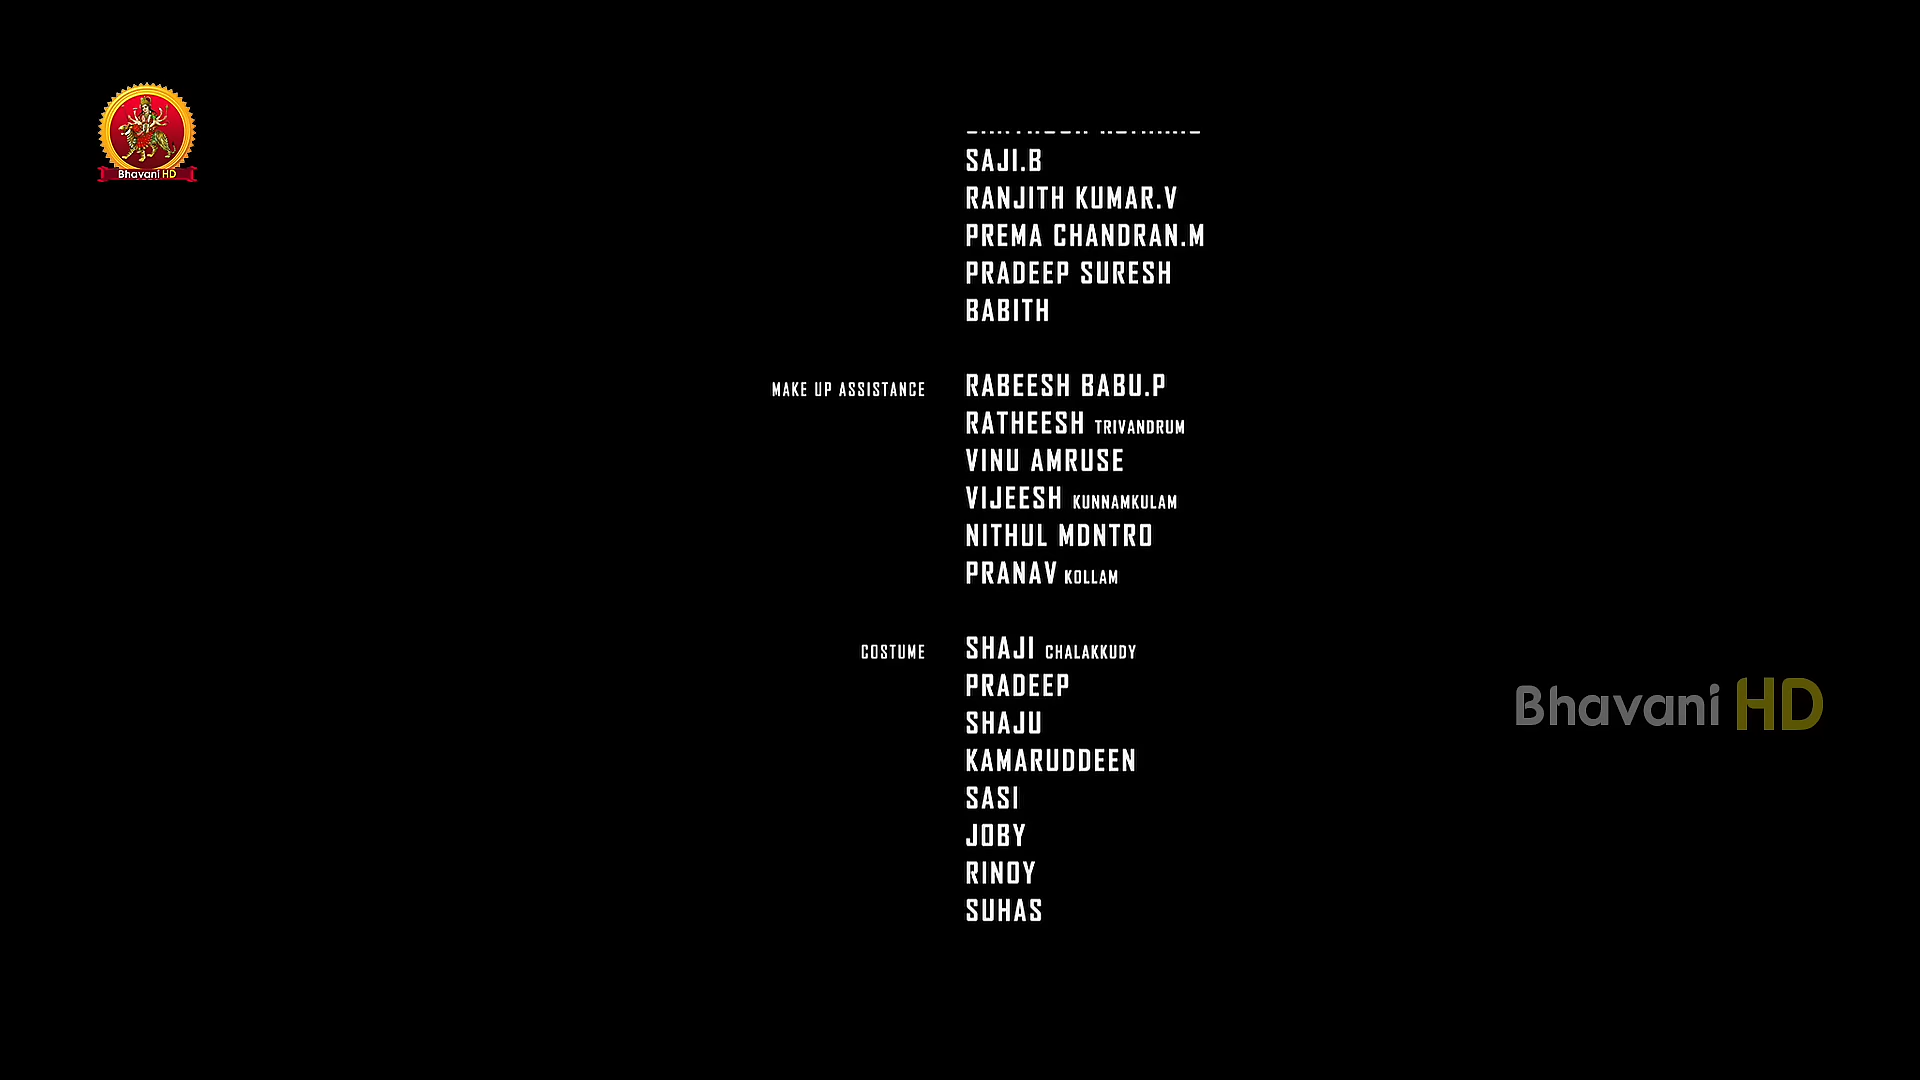 Bhavani HD
SAJI.B
RANJITH KUMAR.V
PREMA CHANDRAN.M
PRADEEP SURESH
BABITH
MAKE UP ASSISTANCE RABEESH BABU.P
RATHEESH TRIVANDRUM
VINU AMRUSE
VIJEESH KUNNAMKULAM
NITHUL MDNTRO
PRANAV KOLLAM
COSTUME SHAJI CHALAKKUDY
PRADEEP
SHAJU
KAMARUDDEEN
SASI
JOBY
RINOY
SUHAS
Bhavani HD